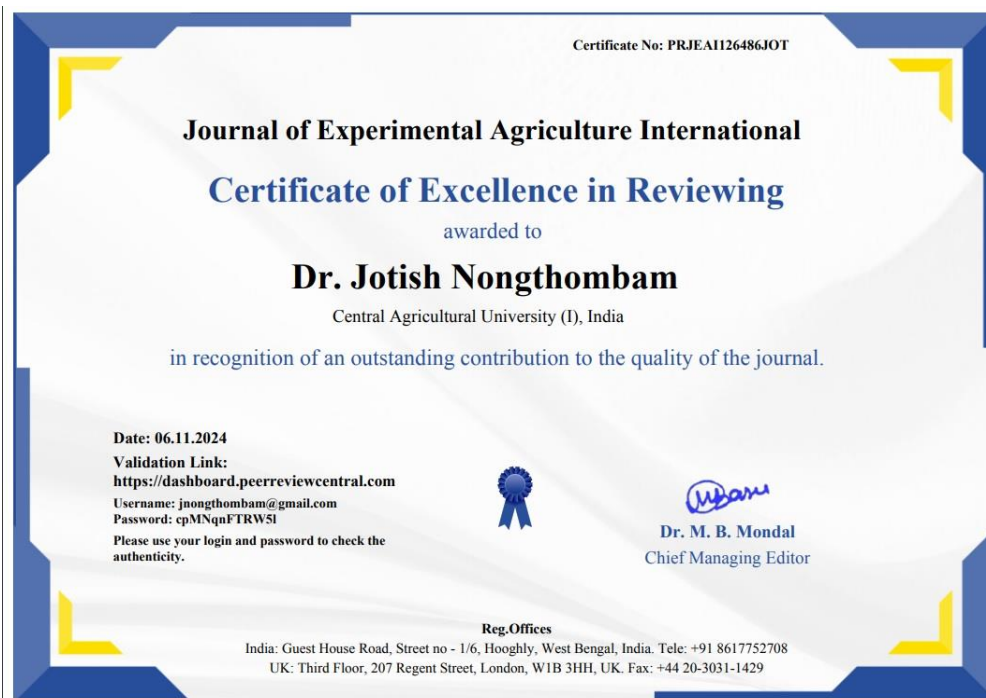 Certificate No: PRJEAI126486JOT
Journal of Experimental Agriculture International
Certificate of Excellence in Reviewing
awarded to
Dr. Jotish Nongthombam
Central Agricultural University (I), India
in recognition of an outstanding contribution to the quality of the journal.
Date: 06.11.2024
Validation Link:
https://dashboard.peerreviewcentral.com
Username: jnongthombam@gmail.com
Password: cpMNqnFTRW5l
Please use your login and password to check the
authenticity.
Dr. M. B. Mondal
Chief Managing Editor
Reg.Offices
India: Guest House Road, Street no - 1/6, Hooghly, West Bengal, India. Tele: +91 8617752708
UK: Third Floor, 207 Regent Street, London, W1B 3HH, UK. Fax: +44 20-3031-1429